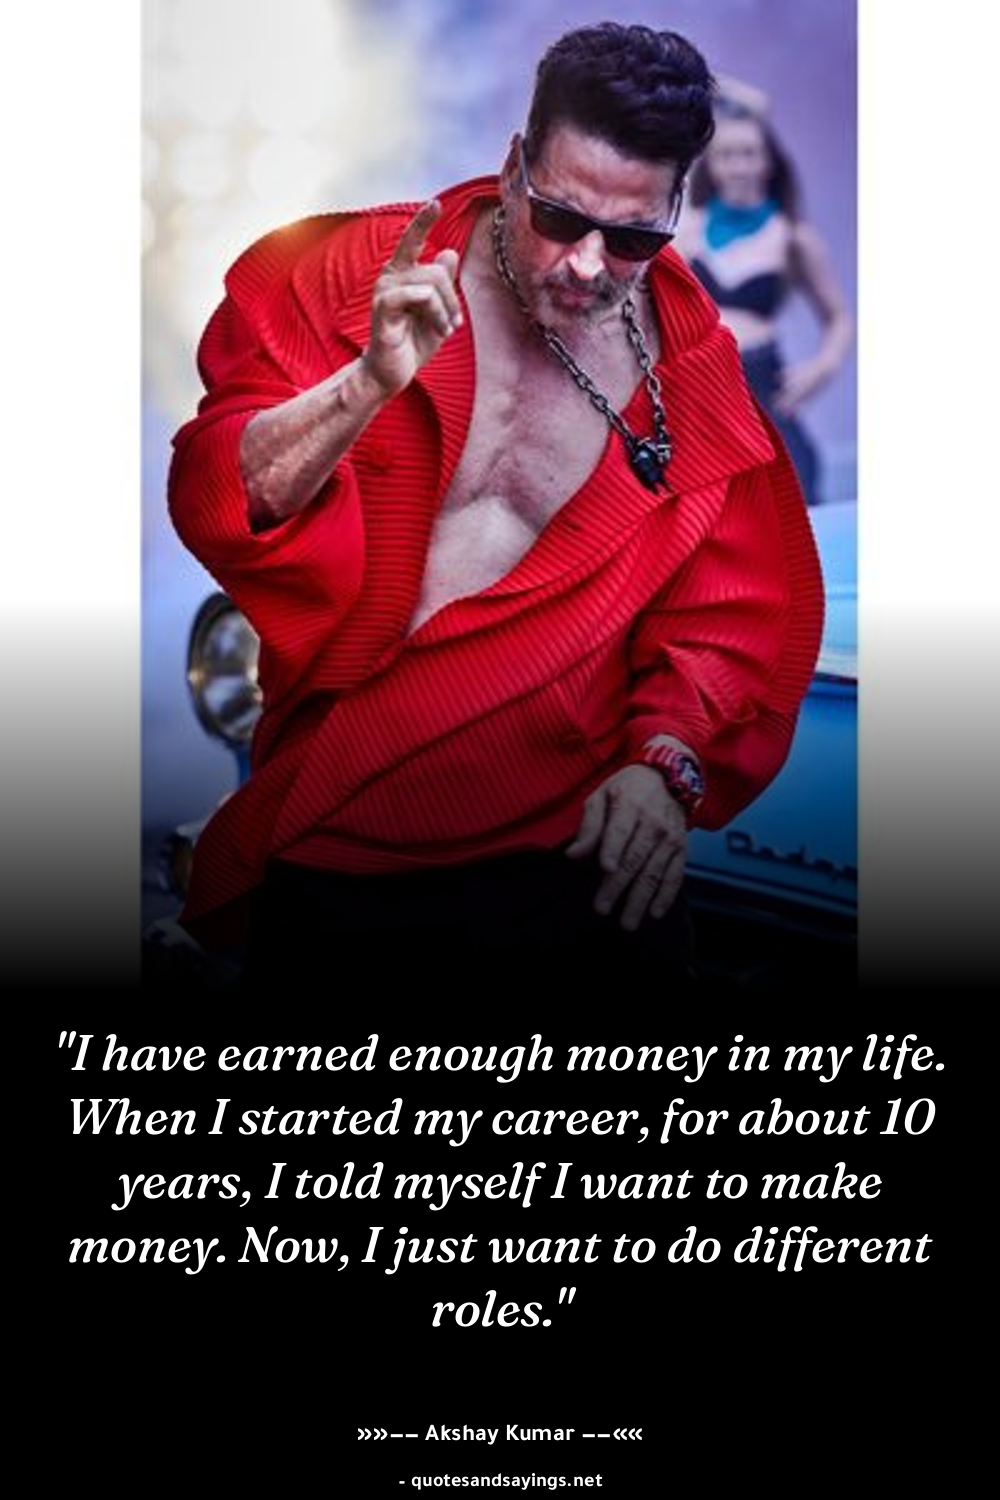 "I have earned enough money in my life.
When I started my career, for about 10
years, I told myself I want to make
money. Now, I just want to do different
roles."
»»–– Akshay Kumar ––««
- quotesandsayings.net